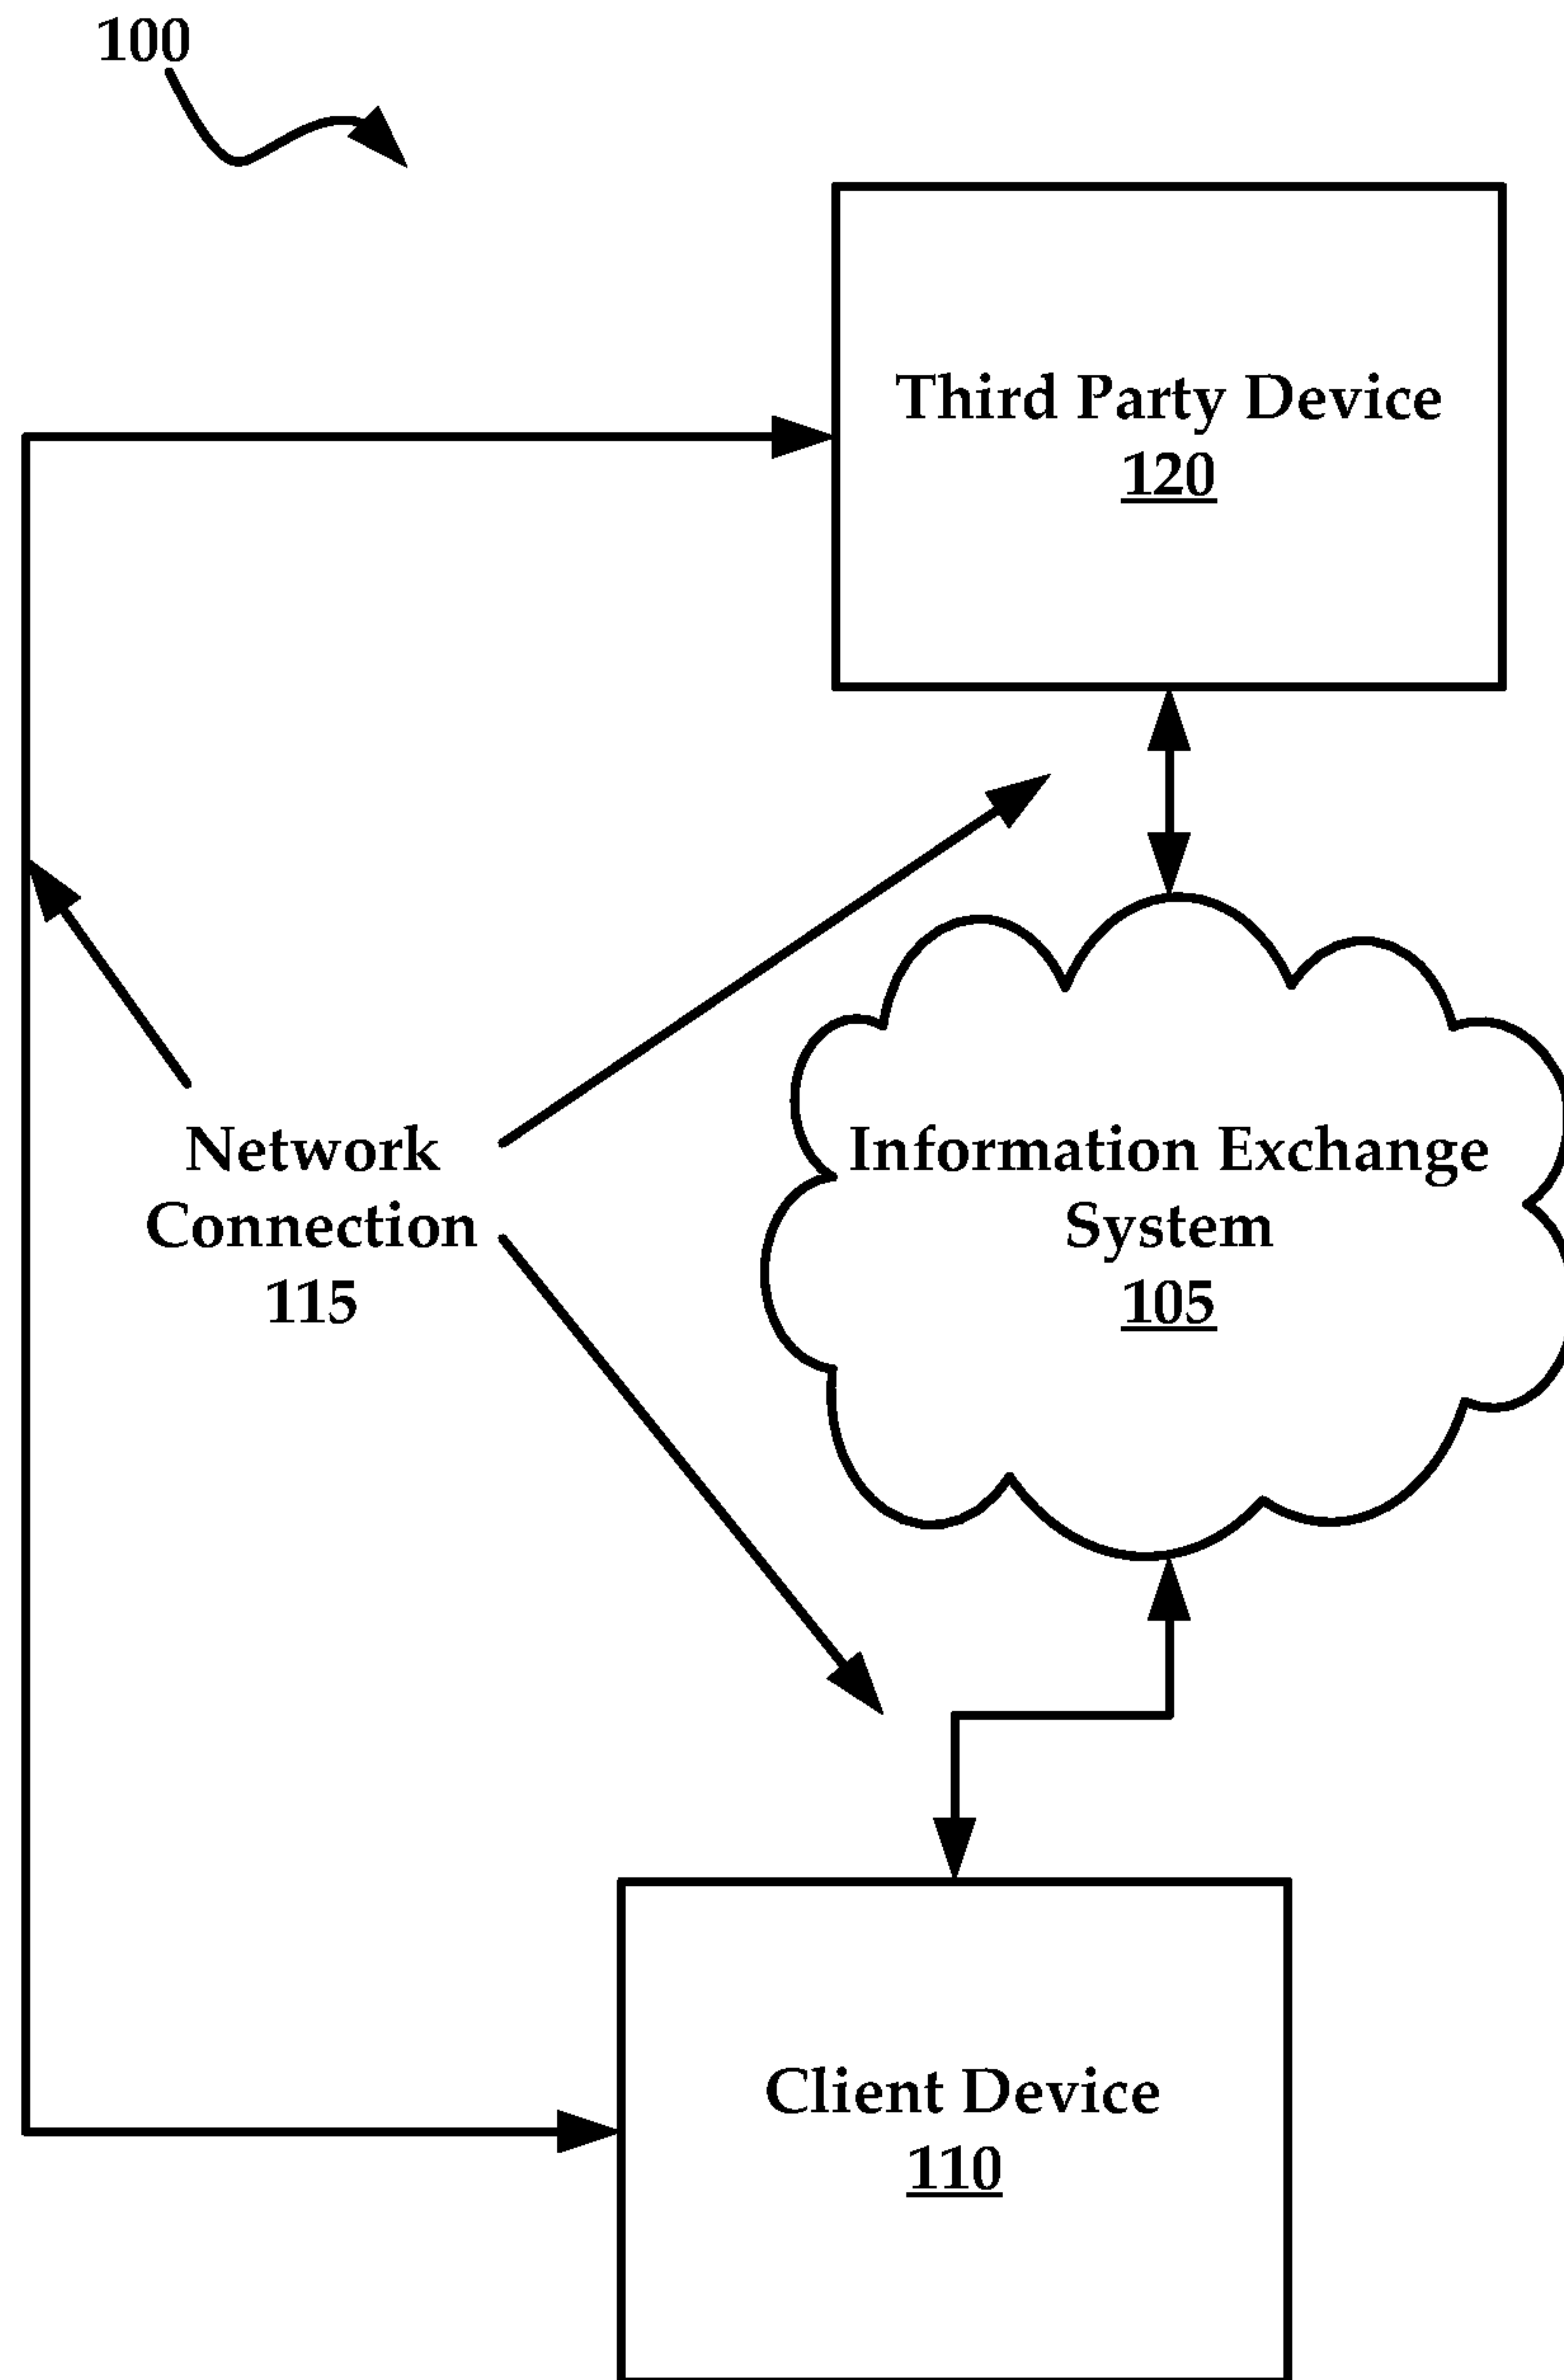 100
Third Party Device
120
Network
Connection
115
Information Exchange
System
105
Client Device
110